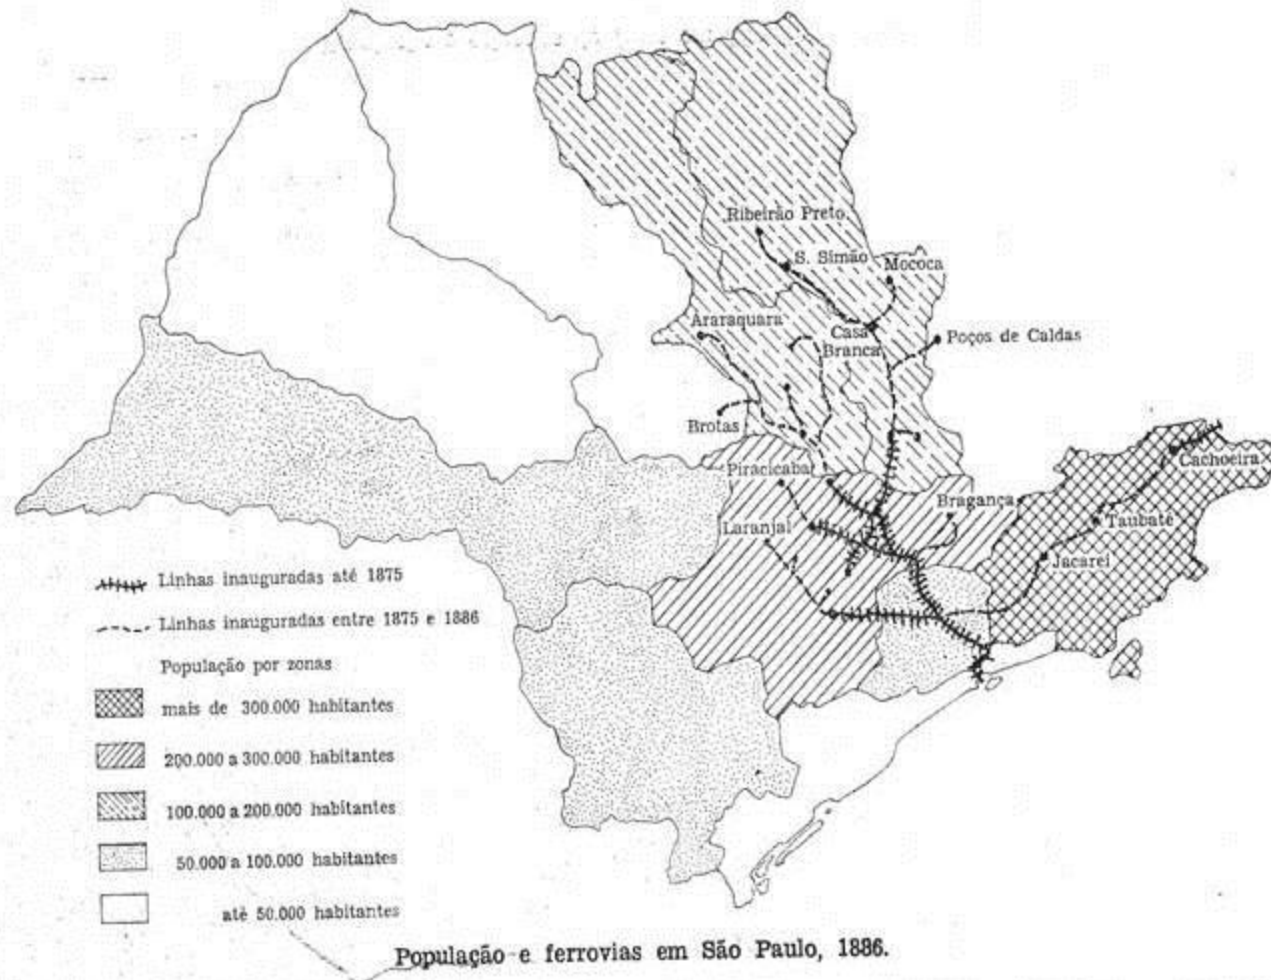 Ribeirão Preto
S. Simão
Mococa
Araraquara
Casa
Branca
Poços de Caldas
Brotas
Piracicaba
Cachoeira
Bragança
Laranjal
Taubaté
Jacareí
Linhas inauguradas até 1875
Linhas inauguradas entre 1875 e 1886
População por zonas
mais de 300.000 habitantes
200.000 a 300.000 habitantes
100.000 a 200.000 habitantes
50.000 a 100.000 habitantes
até 50.000 habitantes
População e ferrovias em São Paulo, 1886.